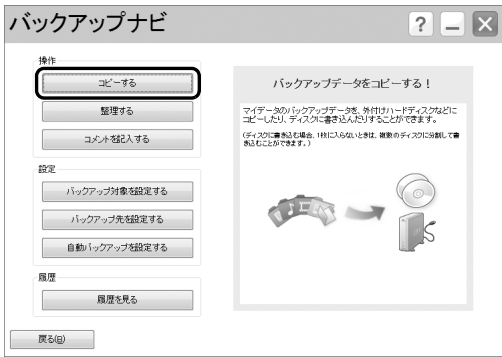 バックアップナビ
?
操作
コピーする
整理する
コメントを記入する
設定
バックアップ対象を設定する
バックアップ先を設定する
自動バックアップを設定する
履歴
履歴を見る
戻る(B)
バックアップデータをコピーする！
マイデータのバックアップデータを、外付けハードディスクなどに
コピーしたり、ディスクに書き込んだりすることができます。
(ディスクに書き込む場合、1枚に入らないときは、複数のディスクに分割して書
き込むことができます。)